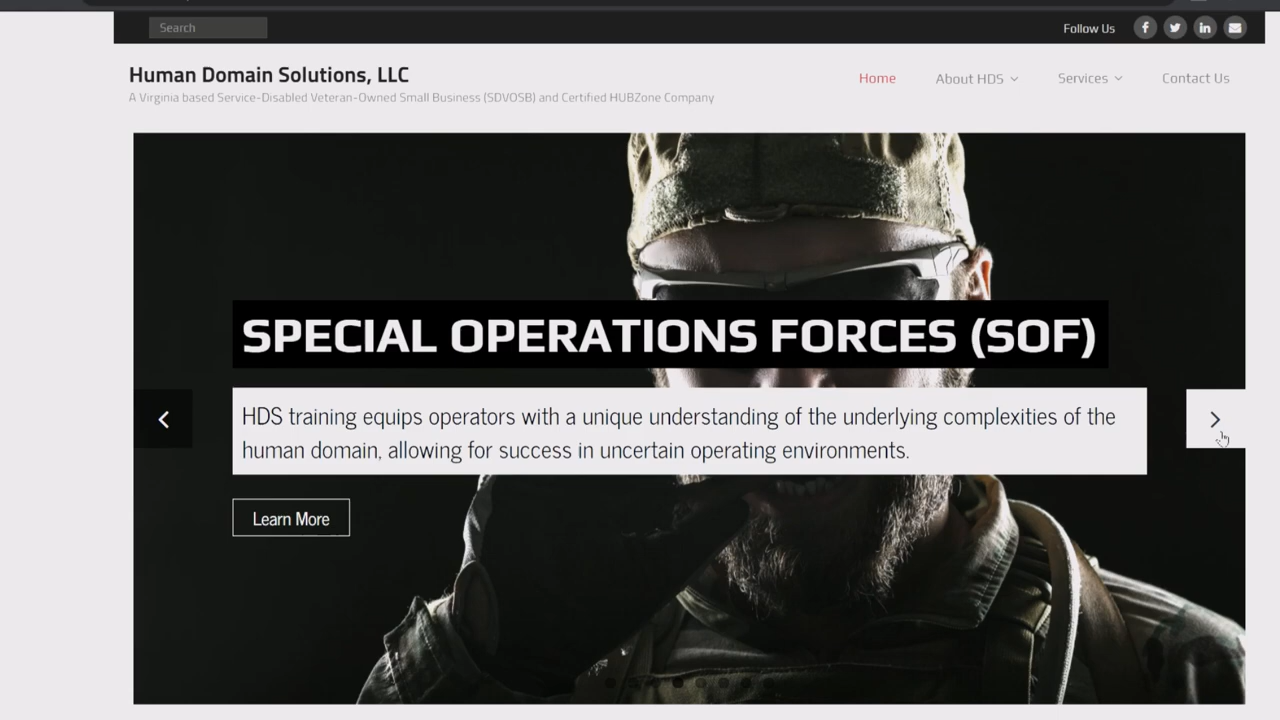 Search
Follow Us
Human Domain Solutions, LLC
A Virginia based Service-Disabled Veteran-Owned Small Business (SDVOSB) and Certified HUBZone Company
Home
About HDS
Services
Contact Us
SPECIAL OPERATIONS FORCES (SOF)
HDS training equips operators with a unique understanding of the underlying complexities of the
human domain, allowing for success in uncertain operating environments.
Learn More